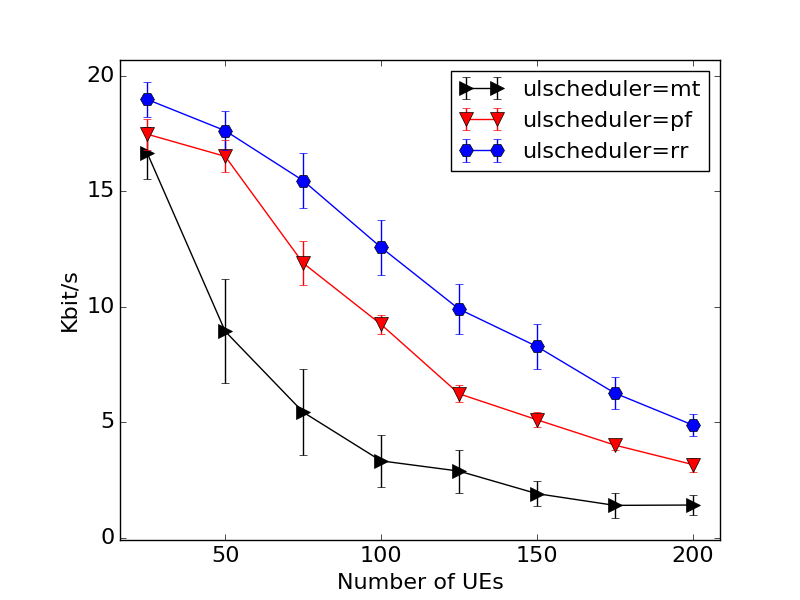 20
15
10
5
0
Kbit/s
ulscheduler=mt
ulscheduler=pf
ulscheduler=rr
50 100 150 200
Number of UEs